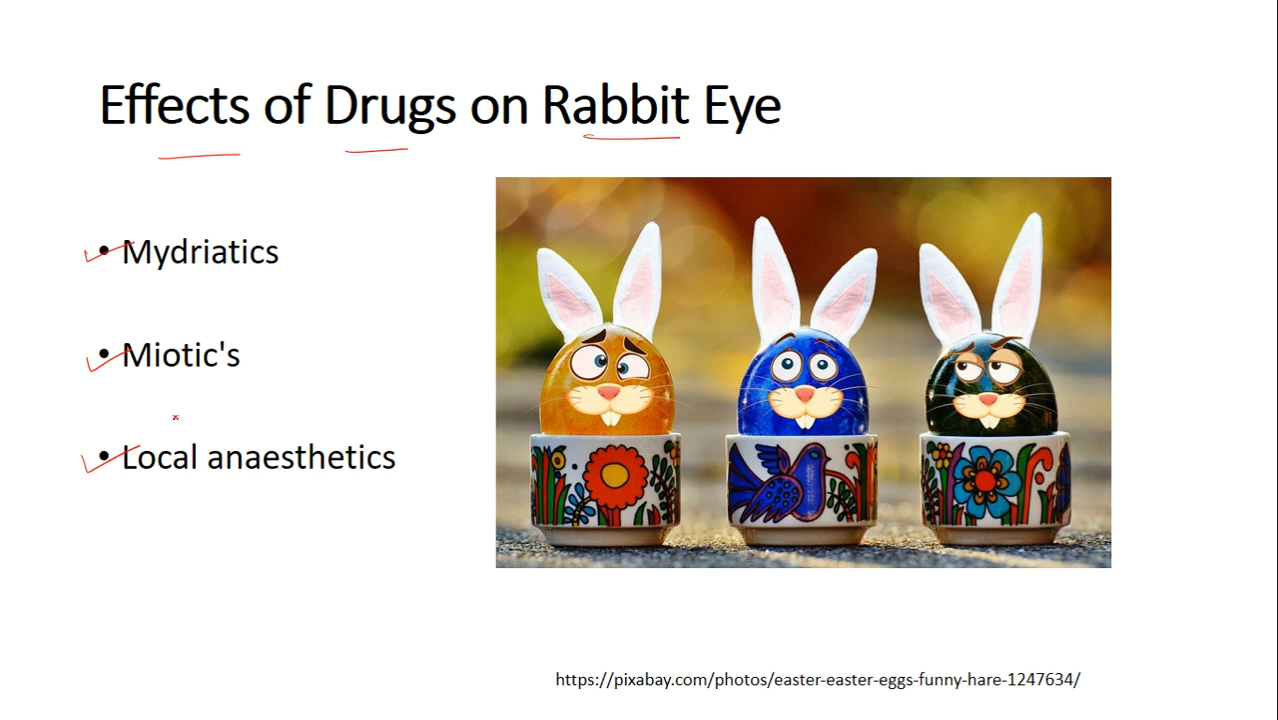 Effects of Drugs on Rabbit Eye
• Mydriatics
• Miotic's
• Local anaesthetics
https://pixabay.com/photos/easter-easter-eggs-funny-hare-1247634/